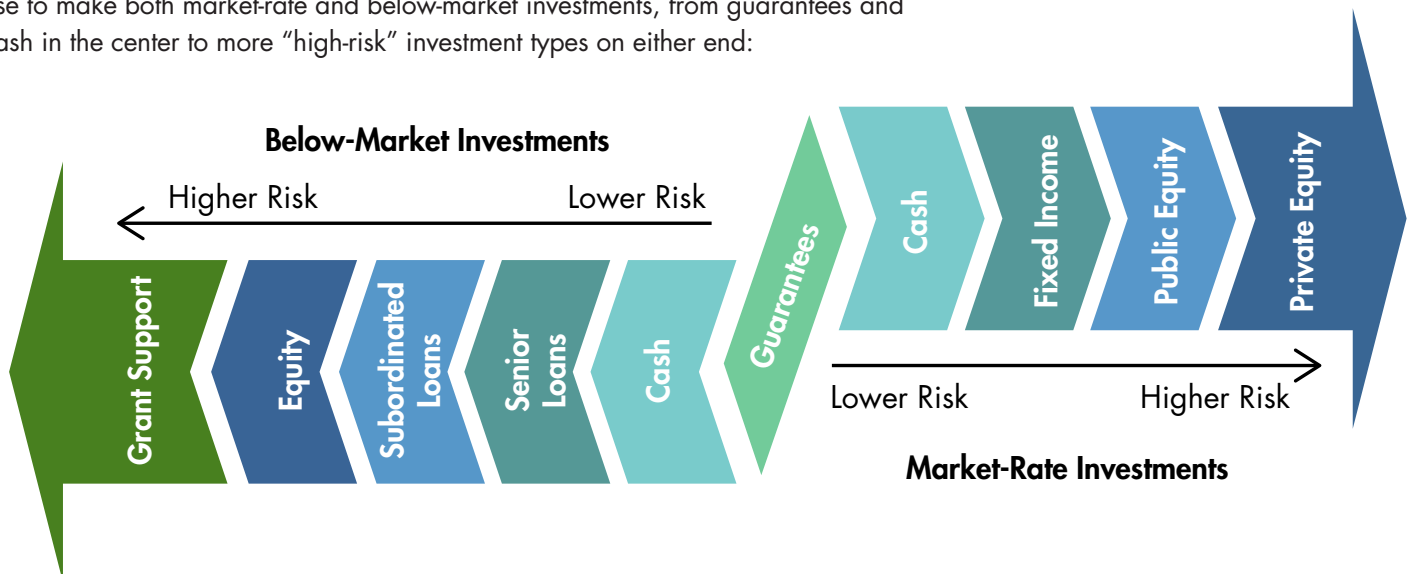 to make both market-rate and below-market investments, from guarantees and
in the center to more “high-risk” investment types on either end:
Below-Market Investments
Higher Risk
Lower Risk
Grant Support
Equity
Subordinated
Loans
Senior
Loans
Cash
Guarantees
Cash
Fixed Income
Public Equity
Private Equity
Lower Risk
Higher Risk
Market-Rate Investments